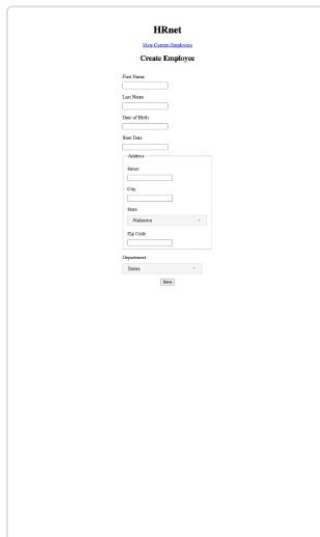 HRnet
View Current Employees
Create Employee
First Name
Last Name
Date of Birth
Start Date
Address
Street
City
State
Alabama
Zip Code
Department
Sales
Save